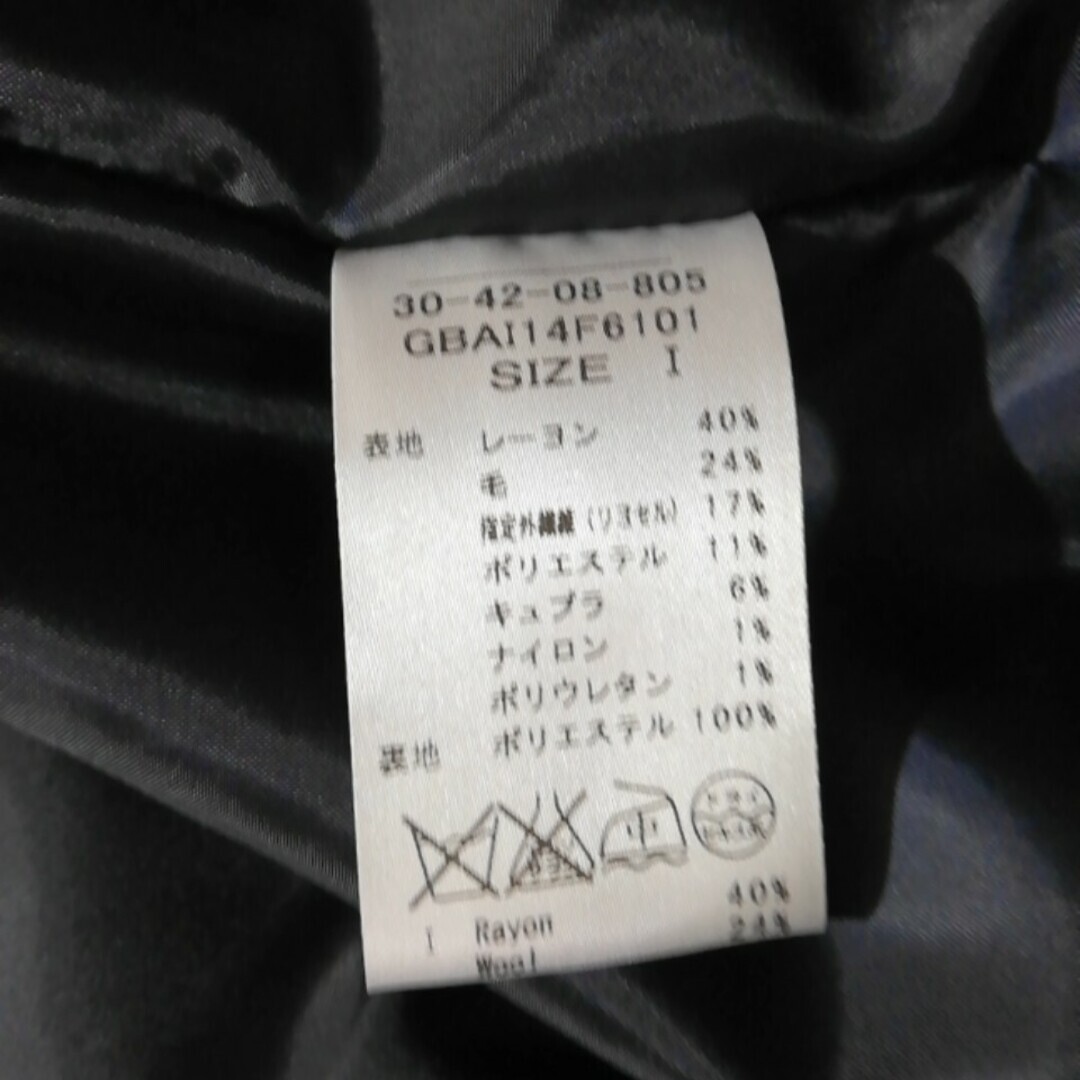 30-42-08-805
GBAI14F6101
SIZE I
表地 レーヨン 40%
毛 24%
指定外繊維(リヨセル) 17%
ポリエステル 11%
キュプラ 6%
ナイロン 1%
ポリウレタン 1%
裏地 ポリエステル 100%
中
I Rayon 40%
Wool 24%